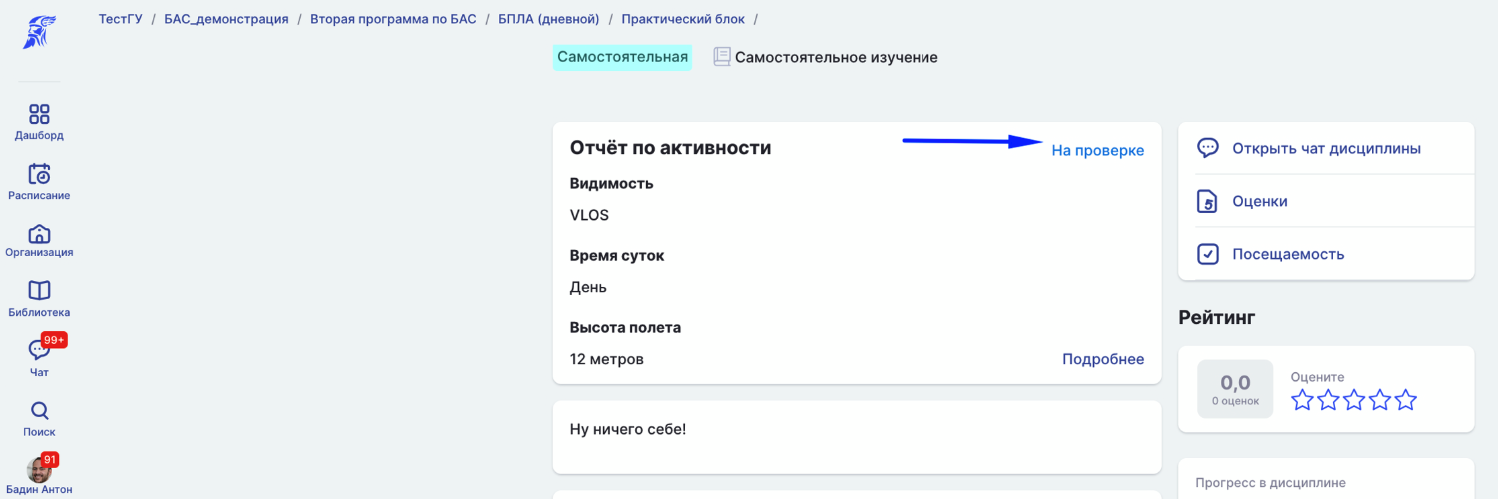 ТестГУ / БАС_демонстрация / Вторая программа по БАС / БПЛА (дневной) / Практический блок /
Самостоятельная Самостоятельное изучение
Дашборд
Расписание
Организация
Библиотека
99+
Чат
Поиск
91
Бадин Антон
Отчёт по активности
На проверке
Видимость
VLOS
Время суток
День
Высота полета
12 метров
Подробнее
Ну ничего себе!
Открыть чат дисциплины
5 Оценки
Посещаемость
Рейтинг
0,0
0 оценок
Оцените
Прогресс в дисциплине